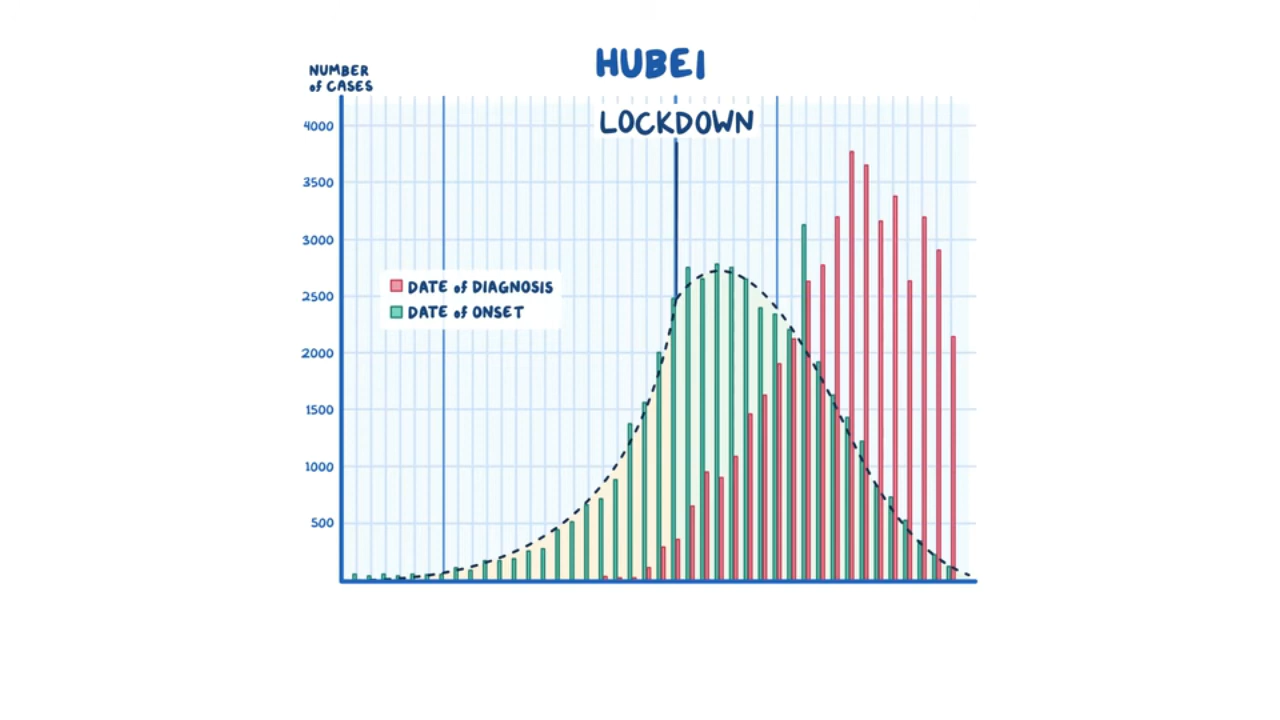 HUBEI
NUMBER
of CASES
LOCKDOWN
4000
3500
3000
2500
2000
1500
1000
500
DATE of DIAGNOSIS
DATE of ONSET